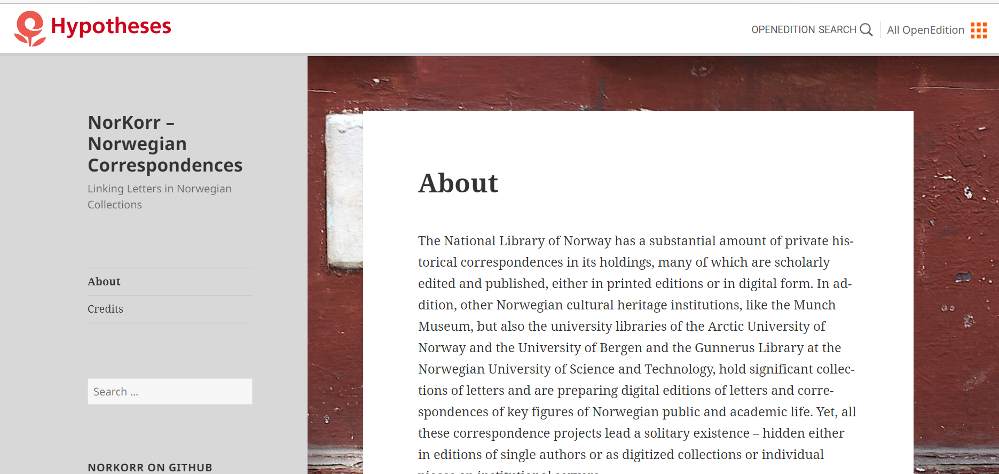 Hypotheses
OPENEDITION SEARCH
All OpenEdition
NorKorr –
Norwegian
Correspondences
Linking Letters in Norwegian
Collections
About
Credits
Search ...
NORKORR ON GITHUB
About
The National Library of Norway has a substantial amount of private his-
torical correspondences in its holdings, many of which are scholarly
edited and published, either in printed editions or in digital form. In ad-
dition, other Norwegian cultural heritage institutions, like the Munch
Museum, but also the university libraries of the Arctic University of
Norway and the University of Bergen and the Gunnerus Library at the
Norwegian University of Science and Technology, hold significant collec-
tions of letters and are preparing digital editions of letters and corre-
spondences of key figures of Norwegian public and academic life. Yet, all
these correspondence projects lead a solitary existence – hidden either
in editions of single authors or as digitized collections or individual